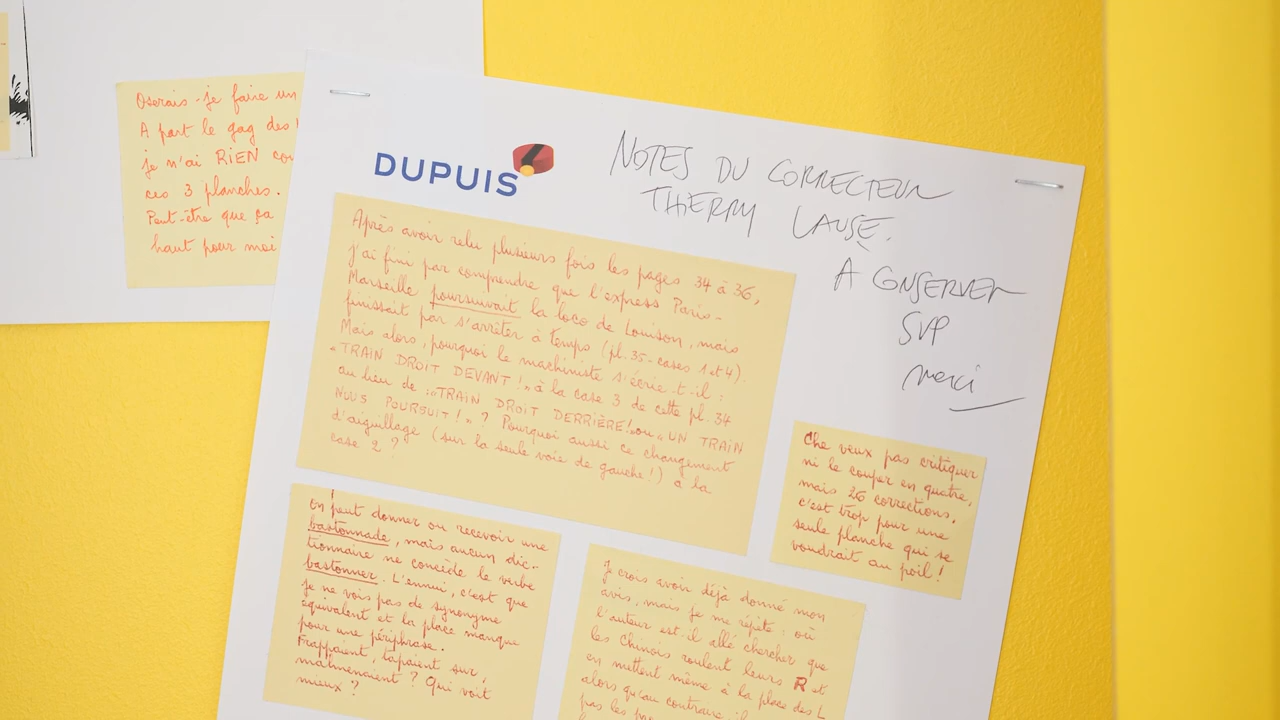 Oserais-je faire un
A part le gag des
je n'ai RIEN
ces 3 planches.
Peut-être que ça
haut pour moi
DUPUIS
NOTES DU CORRECTEUR
THIERRY LAUSÉ.
À CONSERVER
SVP
merci
Après avoir relu plusieurs fois les pages 34 à 36,
j'ai fini par comprendre que l'express Paris-
Marseille poursuivait la loco de Louison, mais
finissait par s'arrêter à temps (pl. 35-cases 1 et 4).
Mais alors, pourquoi le machiniste s'écrie-t-il :
«TRAIN DROIT DEVANT!» à la case 3 de cette pl. 34
au lieu de «TRAIN DROIT DERRIÈRE!» ou «UN TRAIN
NOUS POURSUIT!» ? Pourquoi aussi ce changement
d'aiguillage (sur la seule voie de gauche!) à la
case 2 ?
Che veux pas critiquer
ni le couper en quatre,
mais 26 corrections,
c'est trop pour une
seule planche qui se
voudrait au poil !
On peut donner ou recevoir une
bastonnade, mais aucun dic-
tionnaire ne concède le verbe
bastonner. L'ennui, c'est que
je ne vois pas de synonyme
équivalent et la place manque
pour une périphrase.
Frappaient, tapaient sur,
malmenaient ? Qui voit
mieux ?
Je crois avoir déjà donné mon
avis, mais je me répète : où
l'auteur est-il allé chercher que
les Chinois roulent leurs R et
en mettent même à la place des L
alors qu'au contraire, il
pas les